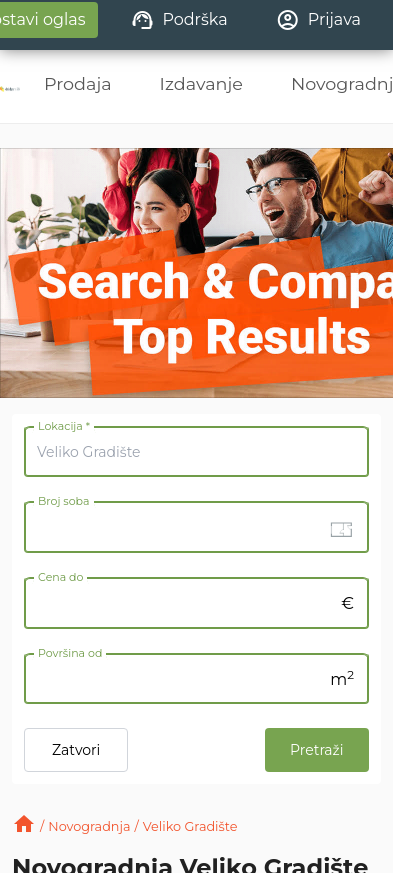 stavi oglas Podrška Prijava
Prodaja Izdavanje Novogradnj
Search & Compa
Top Results
Lokacija *
Veliko Gradište
Broj soba
Cena do
€
Površina od
m²
Zatvori Pretraži
/ Novogradnja / Veliko Gradište
Novogradnja Veliko Gradište